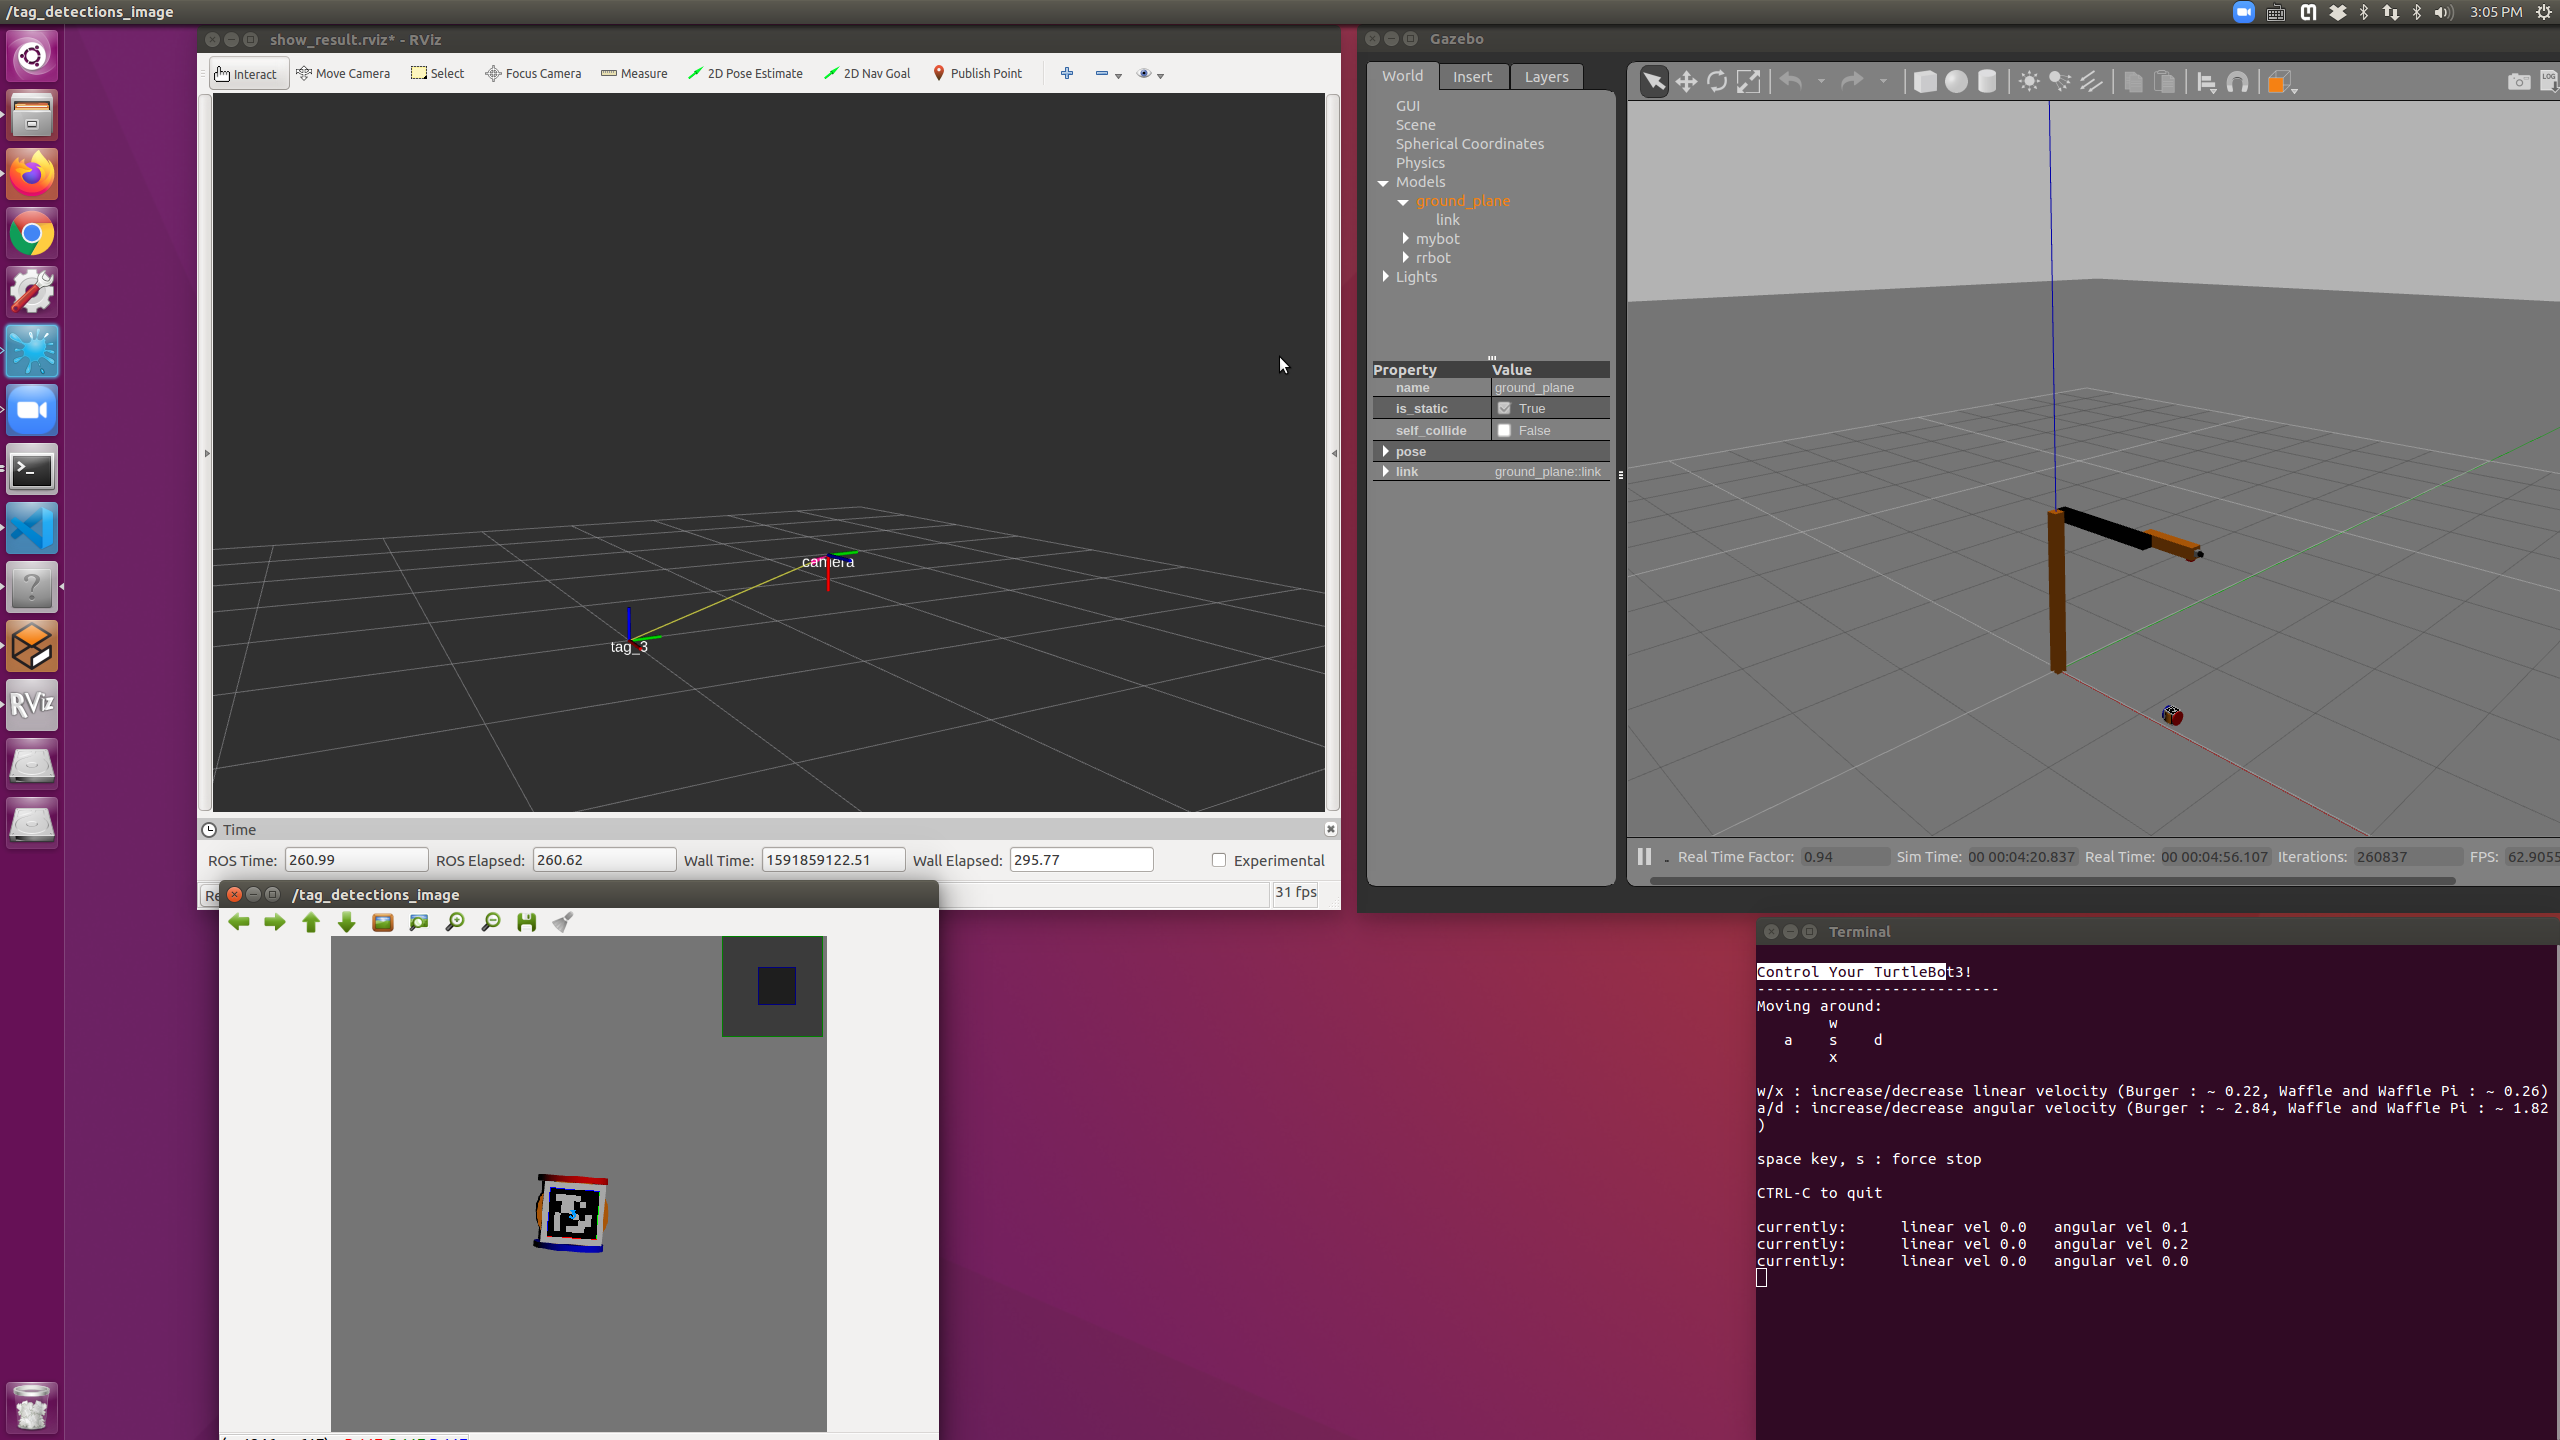 /tag_detections_image
3:05 PM
show_result.rviz* - RViz
Interact Move Camera Select Focus Camera Measure 2D Pose Estimate 2D Nav Goal Publish Point
camera
tag_3
Time
ROS Time: 260.99 ROS Elapsed: 260.62 Wall Time: 1591859122.51 Wall Elapsed: 295.77 Experimental
Re
31 fps
RViz
Gazebo
World Insert Layers
LOG
GUI
Scene
Spherical Coordinates
Physics
Models
ground_plane
link
mybot
rrbot
Lights
Property Value
name ground_plane
is_static True
self_collide False
pose
link ground_plane::link
Real Time Factor: 0.94 Sim Time: 00 00:04:20.837 Real Time: 00 00:04:56.107 Iterations: 260837 FPS: 62.9055
/tag_detections_image
Terminal
Control Your TurtleBot3!
---------------------------
Moving around:
w
a s d
x
w/x : increase/decrease linear velocity (Burger : ~ 0.22, Waffle and Waffle Pi : ~ 0.26)
a/d : increase/decrease angular velocity (Burger : ~ 2.84, Waffle and Waffle Pi : ~ 1.82
)
space key, s : force stop
CTRL-C to quit
currently: linear vel 0.0 angular vel 0.1
currently: linear vel 0.0 angular vel 0.2
currently: linear vel 0.0 angular vel 0.0